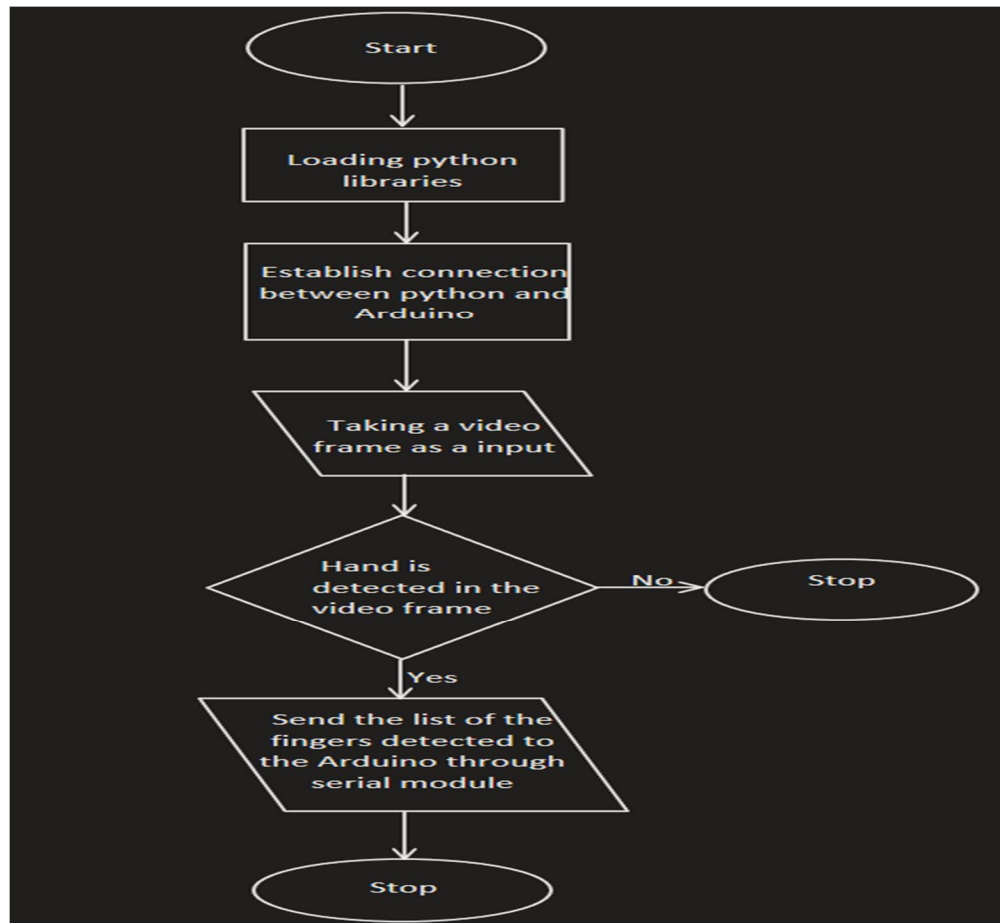 Start
Loading python
libraries
Establish connection
between python and
Arduino
Taking a video
frame as a input
Hand is
detected in the
video frame
No
Stop
Yes
Send the list of the
fingers detected to
the Arduino through
serial module
Stop